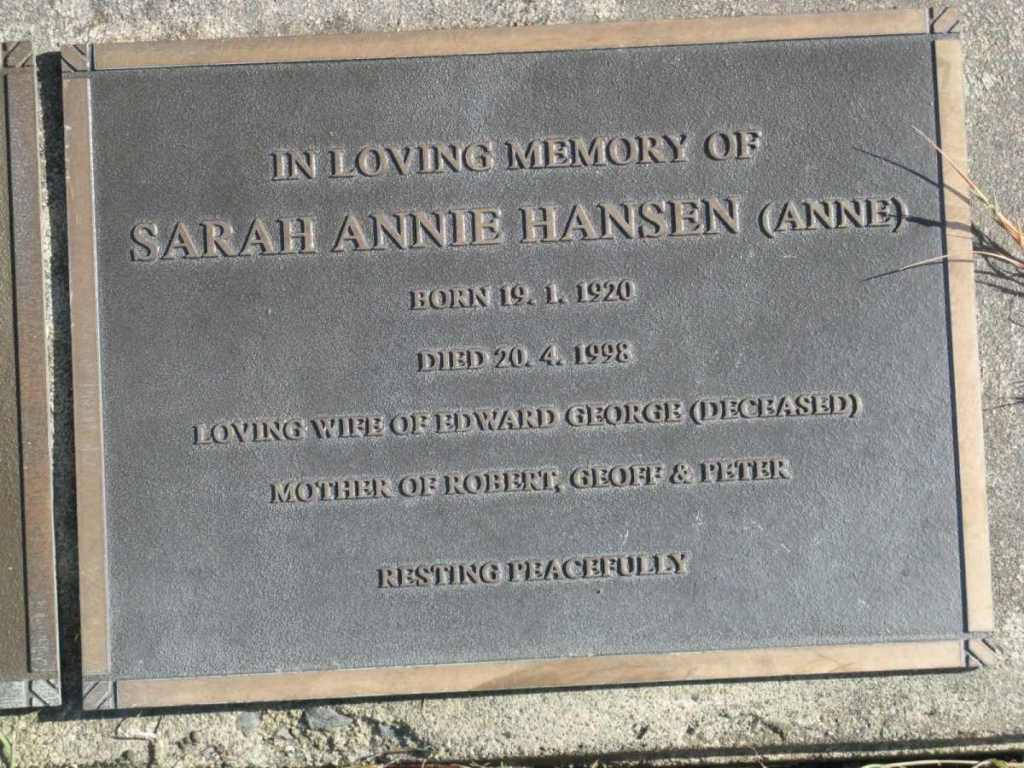 IN LOVING MEMORY OF
SARAH ANNIE HANSEN (ANNE)
BORN 19. 1. 1920
DIED 20. 4. 1998
LOVING WIFE OF EDWARD GEORGE (DECEASED)
MOTHER OF ROBERT, GEOFF & PETER
RESTING PEACEFULLY